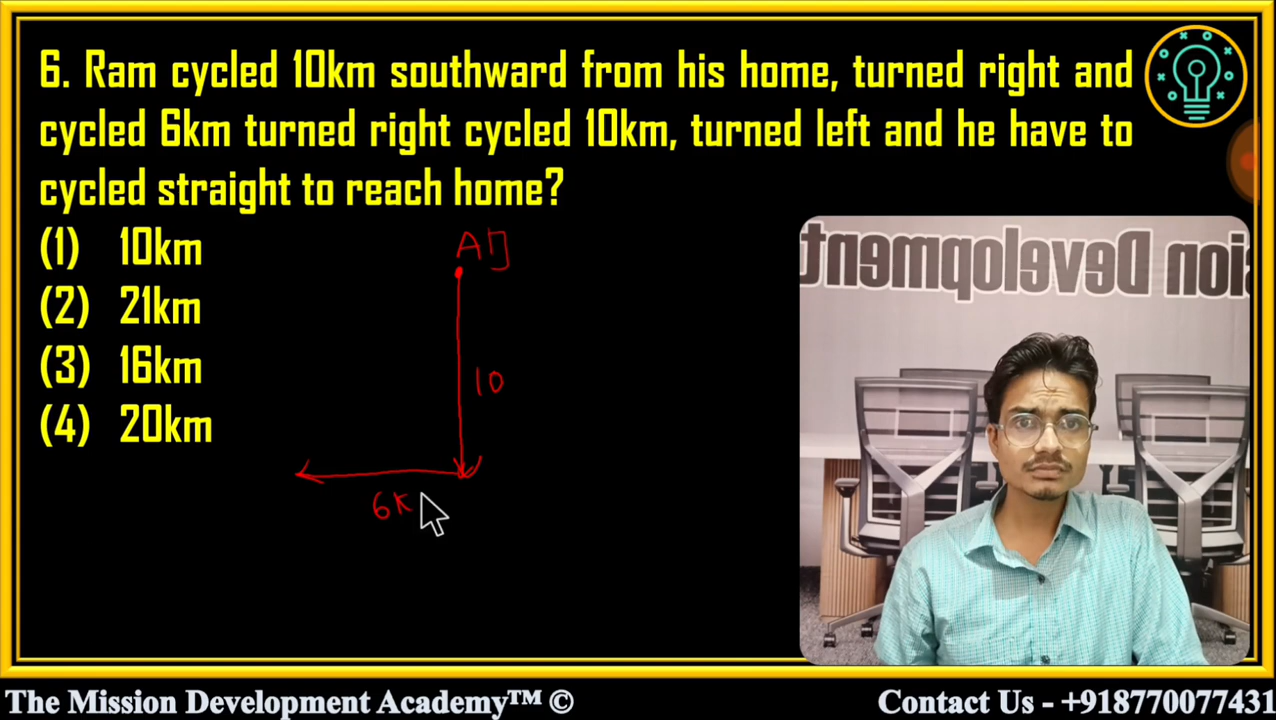 6. Ram cycled 10km southward from his home, turned right and
cycled 6km turned right cycled 10km, turned left and he have to
cycled straight to reach home?
(1) 10km
(2) 21km
(3) 16km
(4) 20km
A
10
6K
sion Development
The Mission Development Academy™ ©
Contact Us - +918770077431